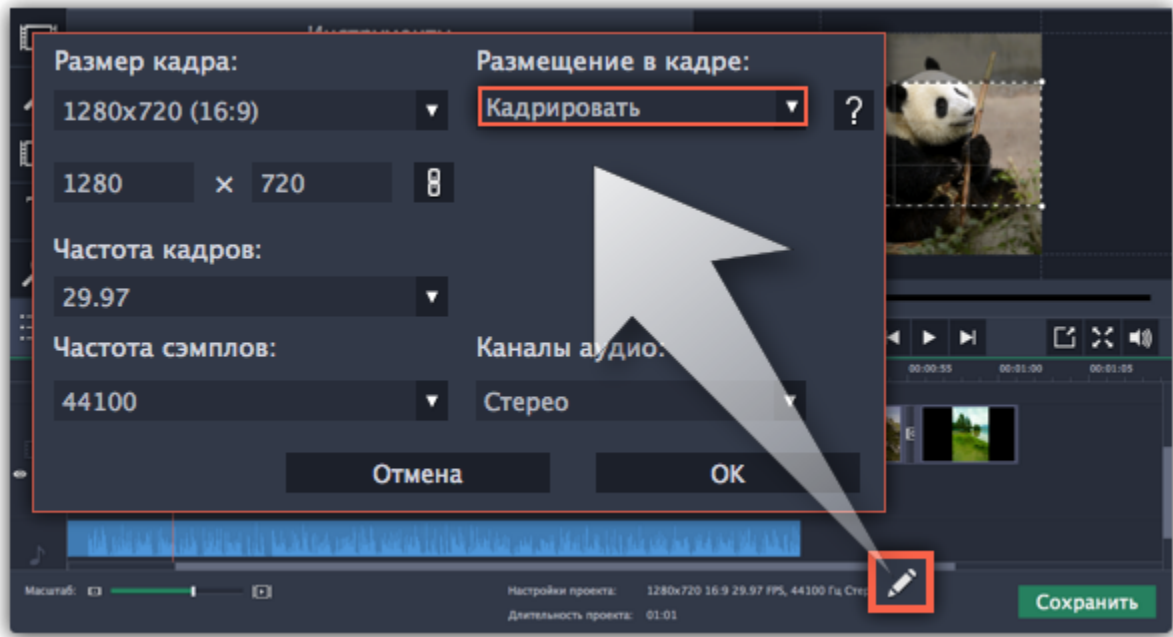 Инструменты
Размер кадра:
Размещение в кадре:
1280x720 (16:9)
Кадрировать
?
1280 × 720
Частота кадров:
29.97
Частота сэмплов:
Каналы аудио:
44100
Стерео
Отмена
OK
00:00:55 00:01:00 00:01:05
Масштаб:
Настройки проекта: 1280x720 16:9 29.97 FPS, 44100 Гц
Длительность проекта: 01:01
Сохранить